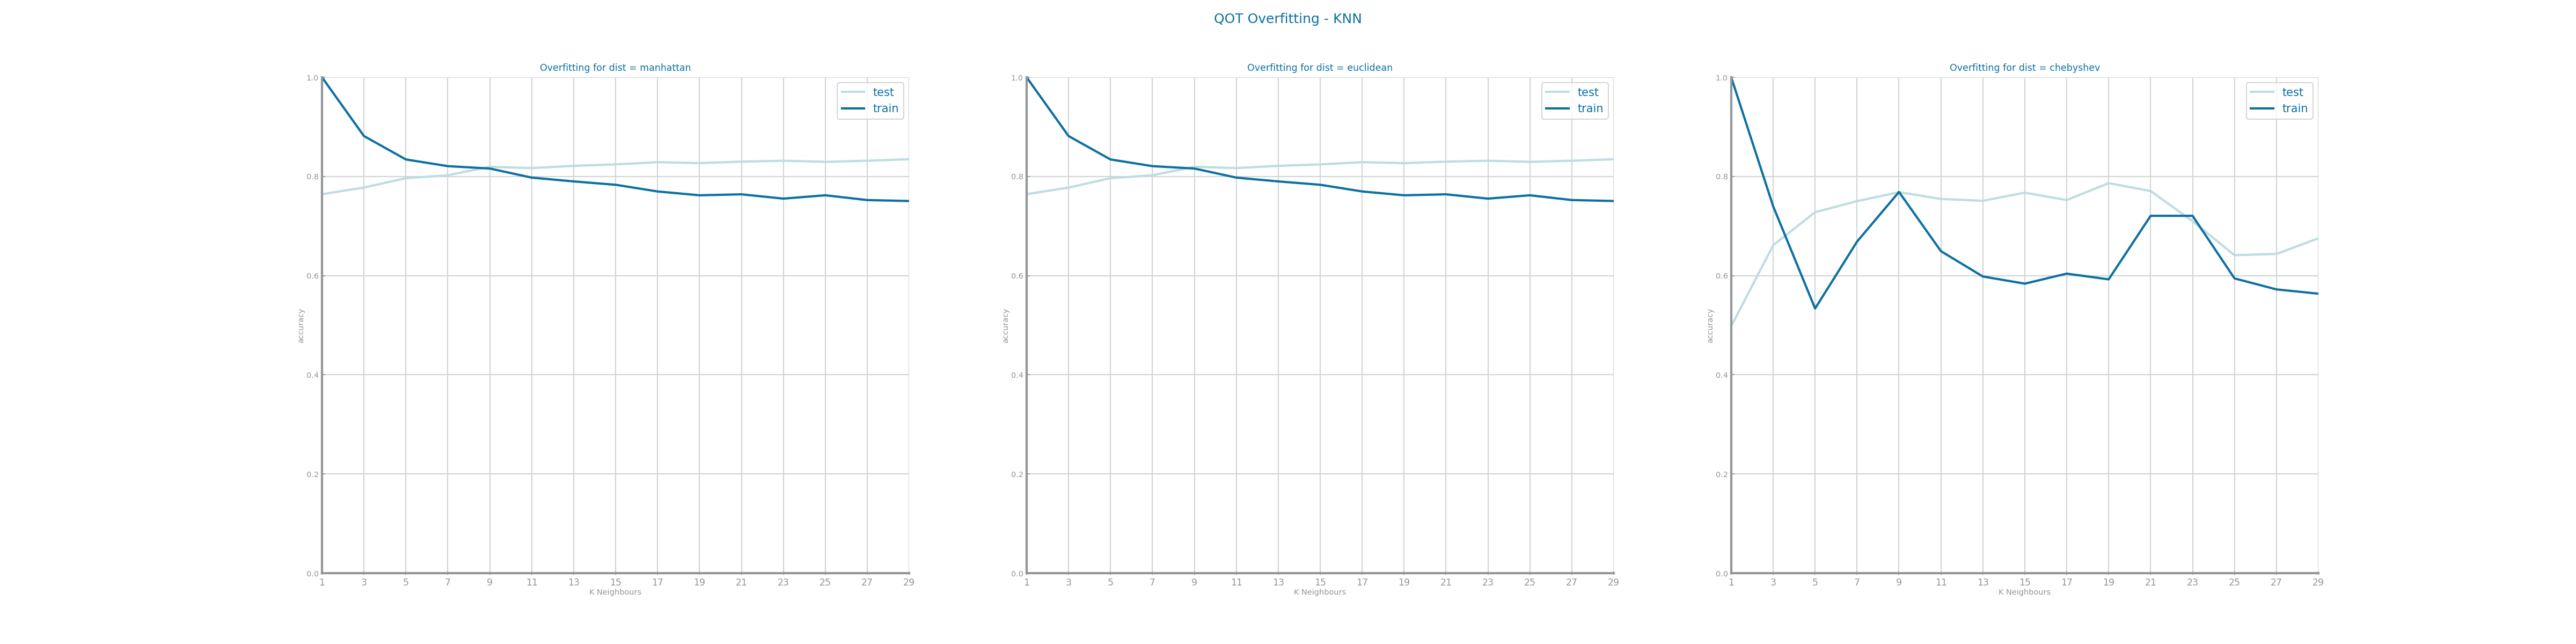 QOT Overfitting - KNN
Overfitting for dist = manhattan
1.0
0.8
0.6
0.4
0.2
0.0
accuracy
test
train
1 3 5 7 9 11 13 15 17 19 21 23 25 27 29
K Neighbours
Overfitting for dist = euclidean
1.0
0.8
0.6
0.4
0.2
0.0
accuracy
test
train
1 3 5 7 9 11 13 15 17 19 21 23 25 27 29
K Neighbours
Overfitting for dist = chebyshev
1.0
0.8
0.6
0.4
0.2
0.0
accuracy
test
train
1 3 5 7 9 11 13 15 17 19 21 23 25 27 29
K Neighbours